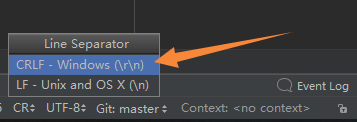 Line Separator
CRLF - Windows (\r\n)
LF - Unix and OS X (\n)
Event Log
CR÷ UTF-8÷ Git: master÷ Context: <no context>